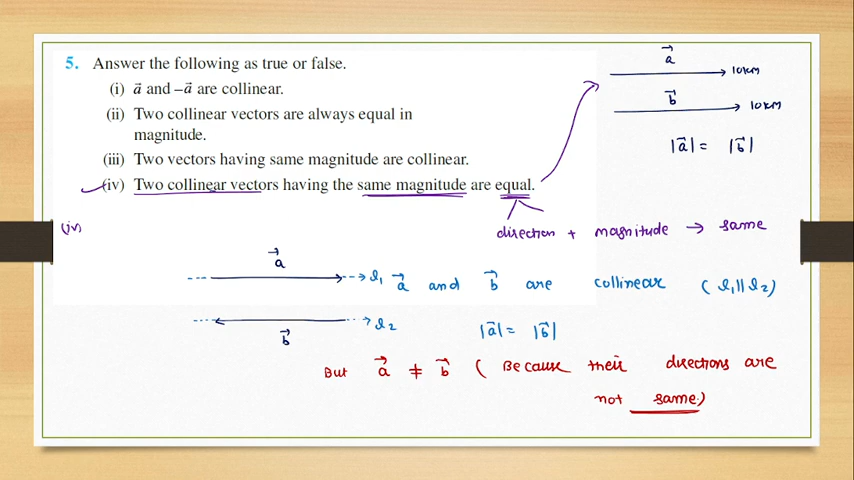 5. Answer the following as true or false.
(i) a⃗ and –a⃗ are collinear.
(ii) Two collinear vectors are always equal in
magnitude.
(iii) Two vectors having same magnitude are collinear.
(iv) Two collinear vectors having the same magnitude are equal.
a⃗
10KM
b⃗
10KM
|a⃗| = |b⃗|
direction + magnitude → same
(iv)
a⃗
l₁ a⃗ and b⃗ are collinear (l₁ || l₂)
l₂ |a⃗| = |b⃗|
b⃗
But a⃗ ≠ b⃗ (Because their directions are
not same.)